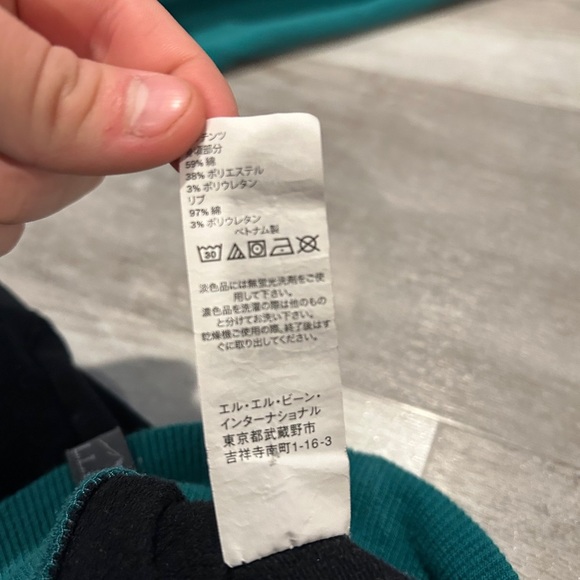 59% 綿
38% ポリエステル
3% ポリウレタン
リブ
97% 綿
3% ポリウレタン
ベトナム製
30
淡色品には無蛍光洗剤をご使
用して下さい。
濃色品を洗濯の際は他のもの
と分けてお洗い下さい。
乾燥機ご使用の際、終了後はす
ぐに取り出してください。
エル・エル・ビーン・
インターナショナル
東京都武蔵野市
吉祥寺南町1-16-3